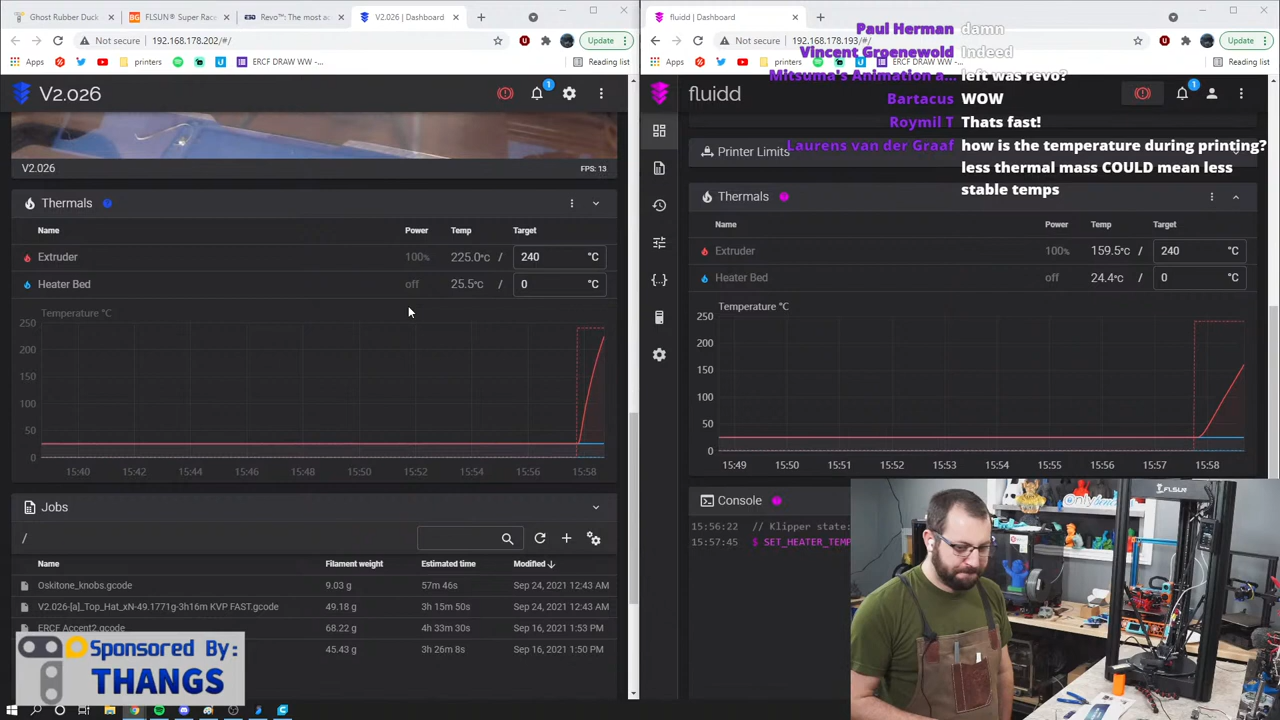 Ghost Rubber Duck
FLSUN® Super Race
Revo™: The most ac
V2.026 | Dashboard
fluidd | Dashboard
Not secure 192.168.178.202/#/
Update
Not secure 192.168.178.193/#/
Update
Apps
printers
ERCF DRAW WW -...
Reading list
Apps
printers
ERCF DRAW WW -...
Reading list
Paul Herman damn
Vincent Groenewold Indeed
Mitsuma's Animation a... left was revo?
Bartacus WOW
Roymil T Thats fast!
Laurens van der Graaf how is the temperature during printing?
less thermal mass COULD mean less
stable temps
V2.026
1
fluidd
1
V2.026
FPS: 13
Printer Limits
Thermals
Name Power Temp Target
Extruder 100% 225.0°C / 240 °C
Heater Bed off 25.5°C / 0 °C
Temperature °C
250
200
150
100
50
0
15:40 15:42 15:44 15:46 15:48 15:50 15:52 15:54 15:56 15:58
Thermals
Name Power Temp Target
Extruder 100% 159.5°C / 240 °C
Heater Bed off 24.4°C / 0 °C
Temperature °C
250
200
150
100
50
0
15:49 15:50 15:51 15:52 15:53 15:54 15:55 15:56 15:57 15:58
Jobs
/
Name Filament weight Estimated time Modified
Oskitone_knobs.gcode 9.03 g 57m 46s Sep 24, 2021 12:43 AM
V2.026-[a]_Top_Hat_xN-49.1771g-3h16m KVP FAST.gcode 49.18 g 3h 15m 50s Sep 24, 2021 12:43 AM
ERCF Accent2.gcode 68.22 g 4h 33m 30s Sep 16, 2021 1:53 PM
45.43 g 3h 26m 8s Sep 16, 2021 1:50 PM
Console
15:56:22 // Klipper state:
15:57:45 $ SET_HEATER_TEMP
Sponsored By:
THANGS
FLSUN